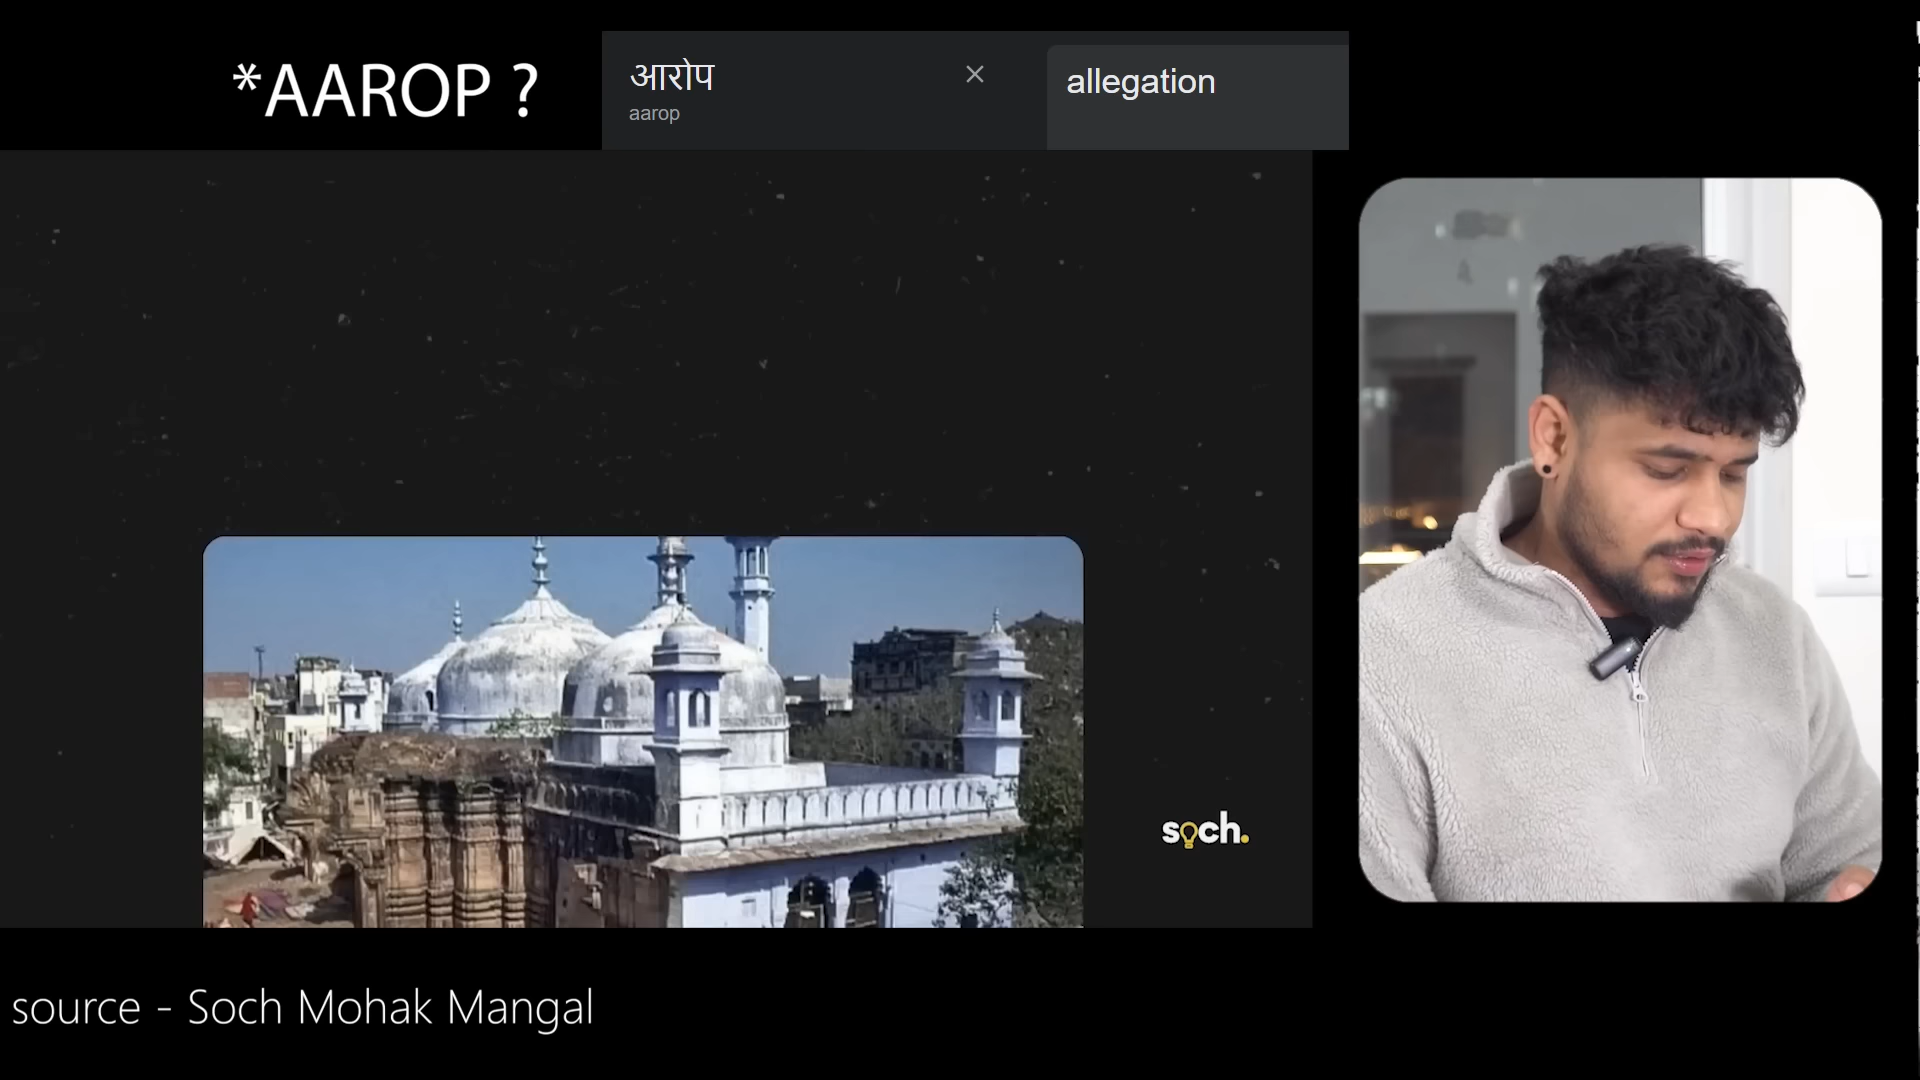 *AAROP ?
आरोप
aarop
allegation
soch.
source - Soch Mohak Mangal